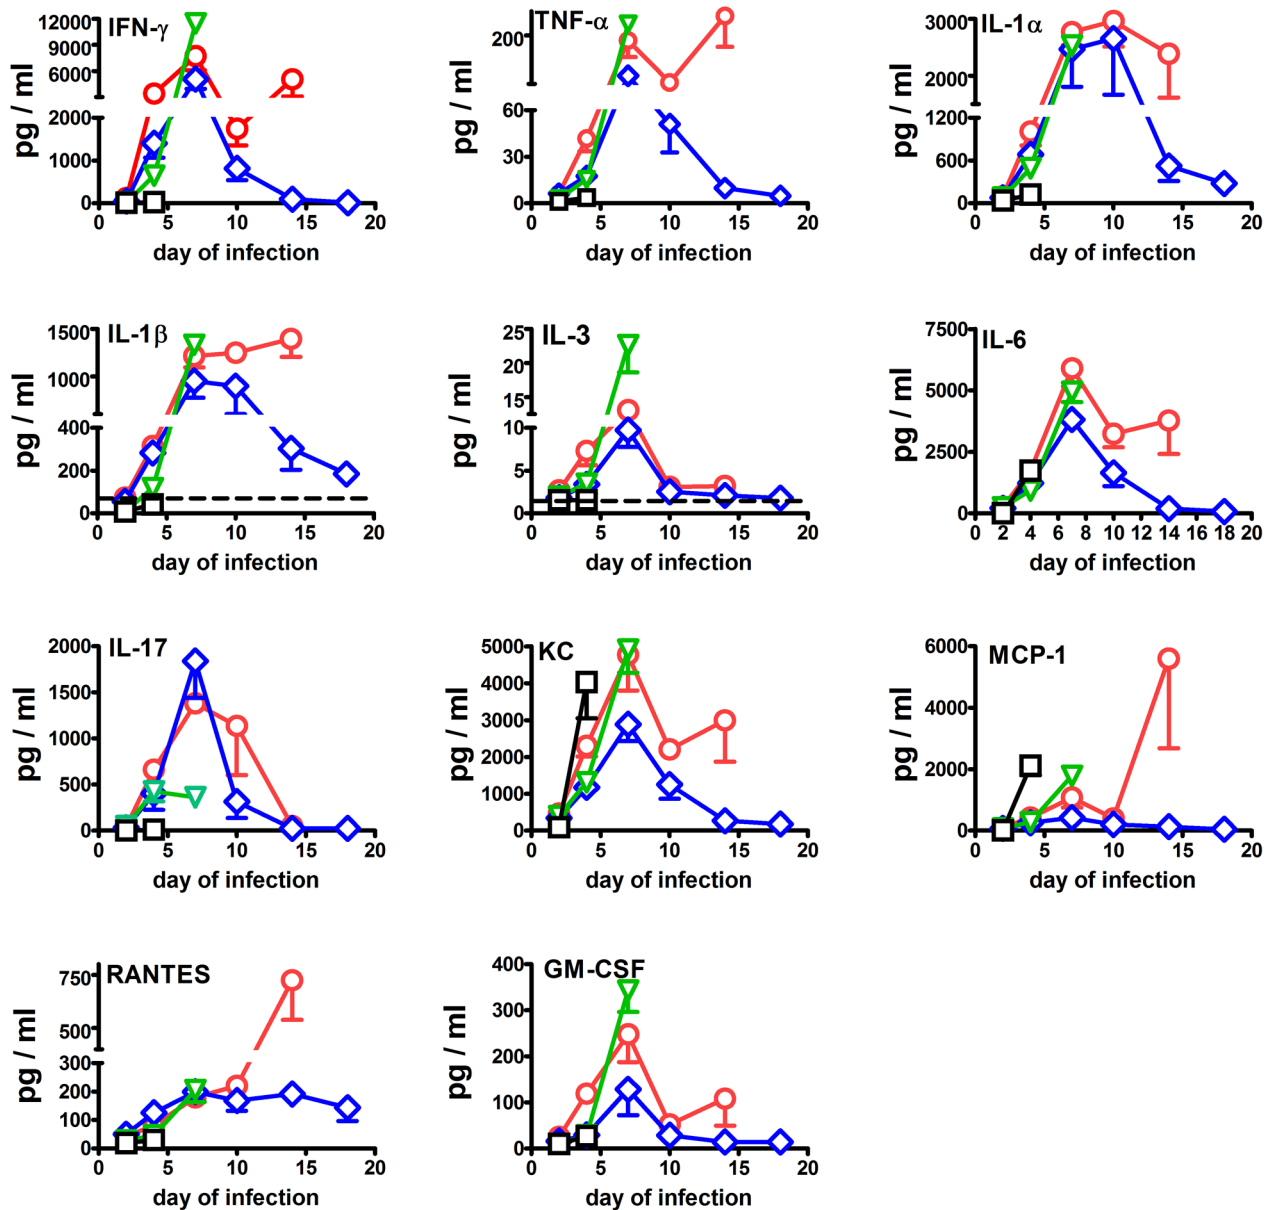 IFN-γ
12000
9000
6000
2000
1000
0
pg / ml
0 5 10 15 20
day of infection
TNF-α
200
60
30
0
pg / ml
0 5 10 15 20
day of infection
IL-1α
3000
2000
1200
600
0
pg / ml
0 5 10 15 20
day of infection
IL-1β
1500
1000
400
200
0
pg / ml
0 5 10 15 20
day of infection
IL-3
25
20
15
10
5
0
pg / ml
0 5 10 15 20
day of infection
IL-6
7500
5000
2500
0
pg / ml
0 2 4 6 8 10 12 14 16 18 20
day of infection
IL-17
2000
1500
1000
500
0
pg / ml
0 5 10 15 20
day of infection
KC
5000
4000
3000
2000
1000
0
pg / ml
0 5 10 15 20
day of infection
MCP-1
6000
4000
2000
0
pg / ml
0 5 10 15 20
day of infection
RANTES
750
500
300
200
100
0
pg / ml
0 5 10 15 20
day of infection
GM-CSF
400
300
200
100
0
pg / ml
0 5 10 15 20
day of infection